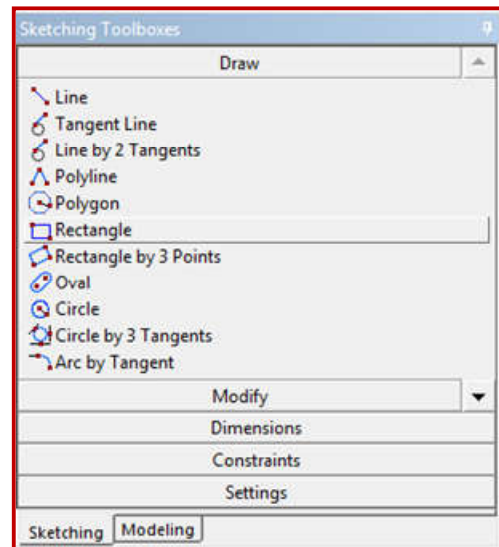 Sketching Toolboxes
Draw
Line
Tangent Line
Line by 2 Tangents
Polyline
Polygon
Rectangle
Rectangle by 3 Points
Oval
Circle
Circle by 3 Tangents
Arc by Tangent
Modify
Dimensions
Constraints
Settings
Sketching Modeling